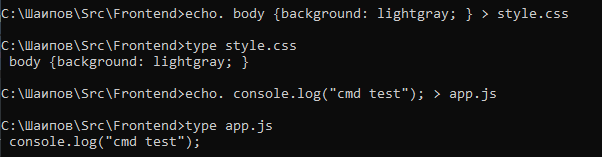 C:\Шаипов\Src\Frontend>echo. body {background: lightgray; } > style.css
C:\Шаипов\Src\Frontend>type style.css
body {background: lightgray; }
C:\Шаипов\Src\Frontend>echo. console.log("cmd test"); > app.js
C:\Шаипов\Src\Frontend>type app.js
console.log("cmd test");